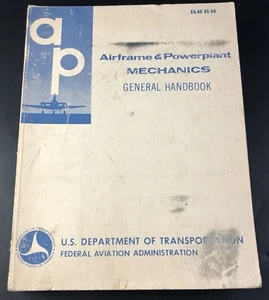 EA-AC 65-9A
ap
Airframe & Powerplant
MECHANICS
GENERAL HANDBOOK
U.S. DEPARTMENT OF TRANSPORTATION
FEDERAL AVIATION ADMINISTRATION